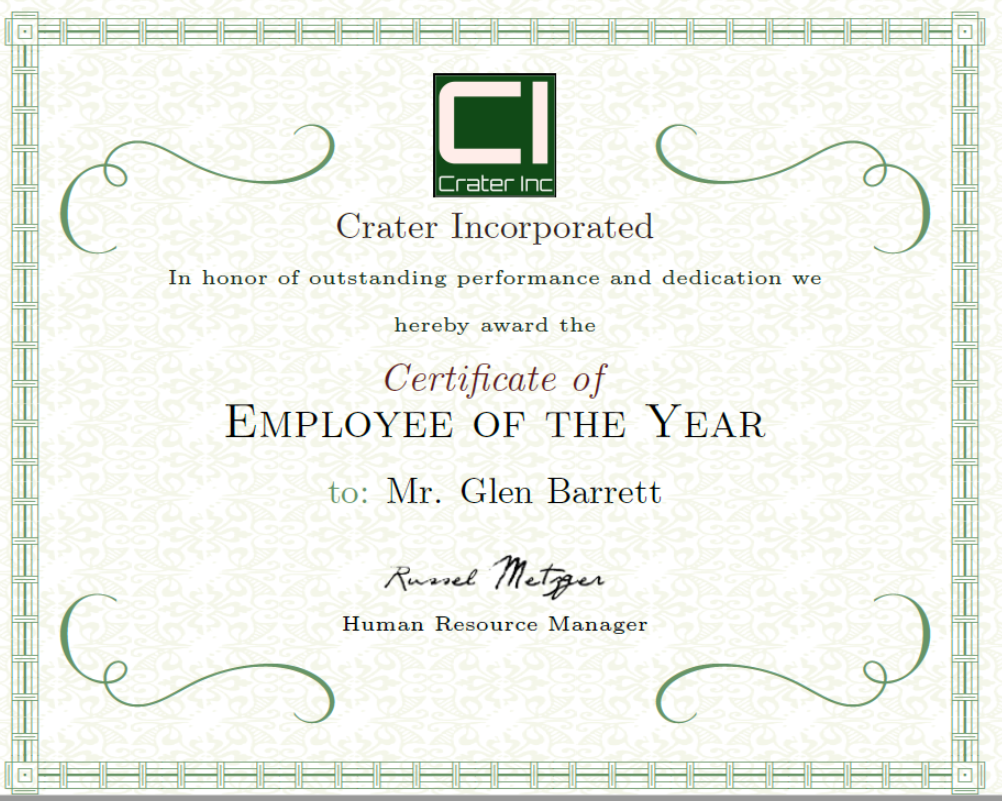 CI
Crater Inc
Crater Incorporated
In honor of outstanding performance and dedication we
hereby award the
Certificate of
EMPLOYEE OF THE YEAR
to: Mr. Glen Barrett
Russel Metzger
Human Resource Manager